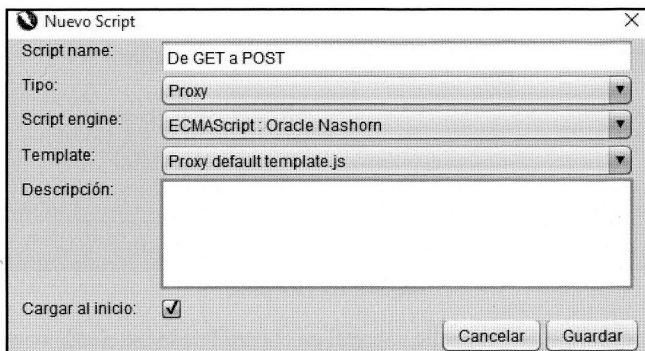 Nuevo Script
Script name: De GET a POST
Tipo: Proxy
Script engine: ECMAScript : Oracle Nashorn
Template: Proxy default template.js
Descripción:
Cargar al inicio:
Cancelar Guardar